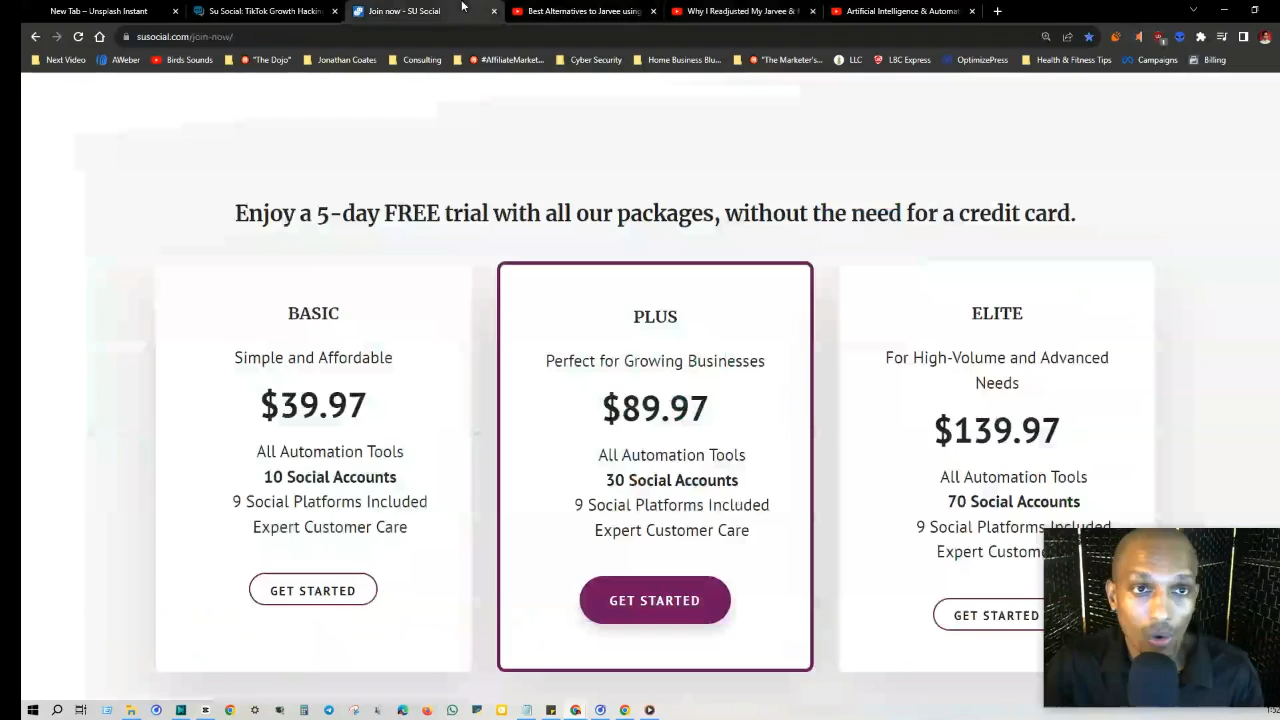 New Tab – Unsplash Instant
Su Social: TikTok Growth Hackin
Join now - SU Social
Best Alternatives to Jarvee using
Why I Readjusted My Jarvee & F
Artificial Intelligence & Automat
susocial.com/join-now/
Next Video
AWeber
Birds Sounds
"The Dojo"
Jonathan Coates
Consulting
#AffiliateMarket...
Cyber Security
Home Business Blu...
"The Marketer's...
LLC
LBC Express
OptimizePress
Health & Fitness Tips
Campaigns
Billing
Enjoy a 5-day FREE trial with all our packages, without the need for a credit card.
BASIC
Simple and Affordable
$39.97
All Automation Tools
10 Social Accounts
9 Social Platforms Included
Expert Customer Care
GET STARTED
PLUS
Perfect for Growing Businesses
$89.97
All Automation Tools
30 Social Accounts
9 Social Platforms Included
Expert Customer Care
GET STARTED
ELITE
For High-Volume and Advanced
Needs
$139.97
All Automation Tools
70 Social Accounts
9 Social Platforms Included
Expert Custome
GET STARTED